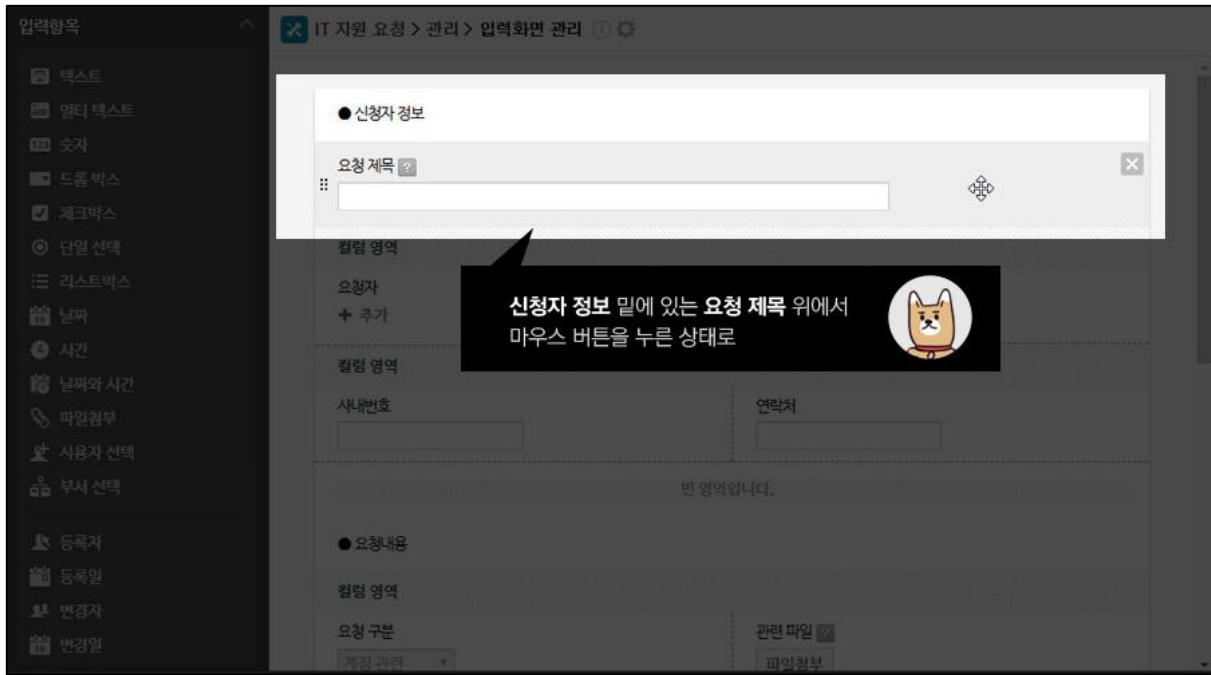 입력항목
IT 지원 요청 > 관리 > 입력화면 관리
텍스트
멀티 텍스트
숫자
드롭 박스
체크박스
단일 선택
리스트박스
날짜
시간
날짜와 시간
파일첨부
사용자 선택
부서 선택
등록자
등록일
변경자
변경일
● 신청자 정보
요청 제목 ?
컬럼 영역
요청자
+ 추가
신청자 정보 밑에 있는 요청 제목 위에서
마우스 버튼을 누른 상태로
컬럼 영역
사내번호
연락처
빈 영역입니다.
● 요청내용
컬럼 영역
요청 구분
관련 파일 ?
계정 관련
파일첨부